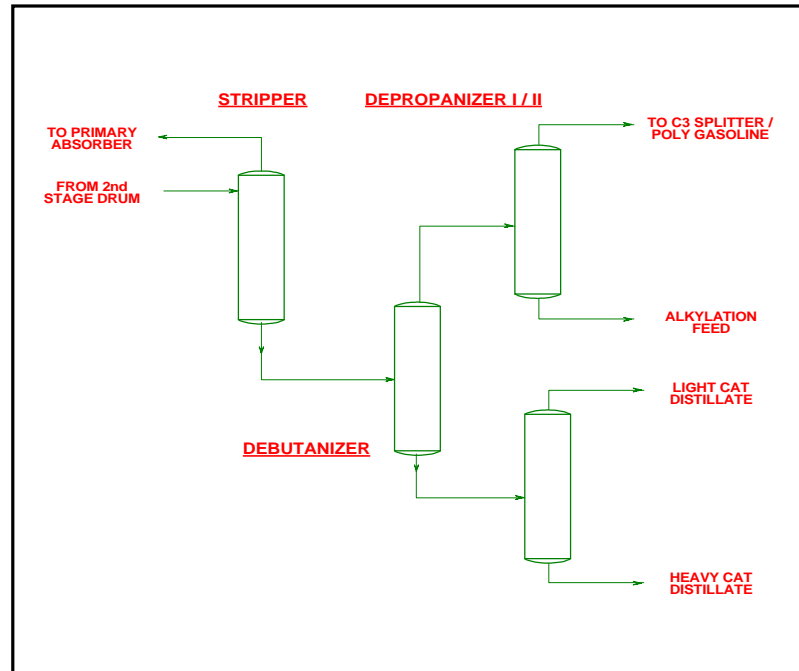 STRIPPER
DEPROPANIZER I / II
TO PRIMARY
ABSORBER
TO C3 SPLITTER /
POLY GASOLINE
FROM 2nd
STAGE DRUM
ALKYLATION
FEED
LIGHT CAT
DISTILLATE
DEBUTANIZER
HEAVY CAT
DISTILLATE